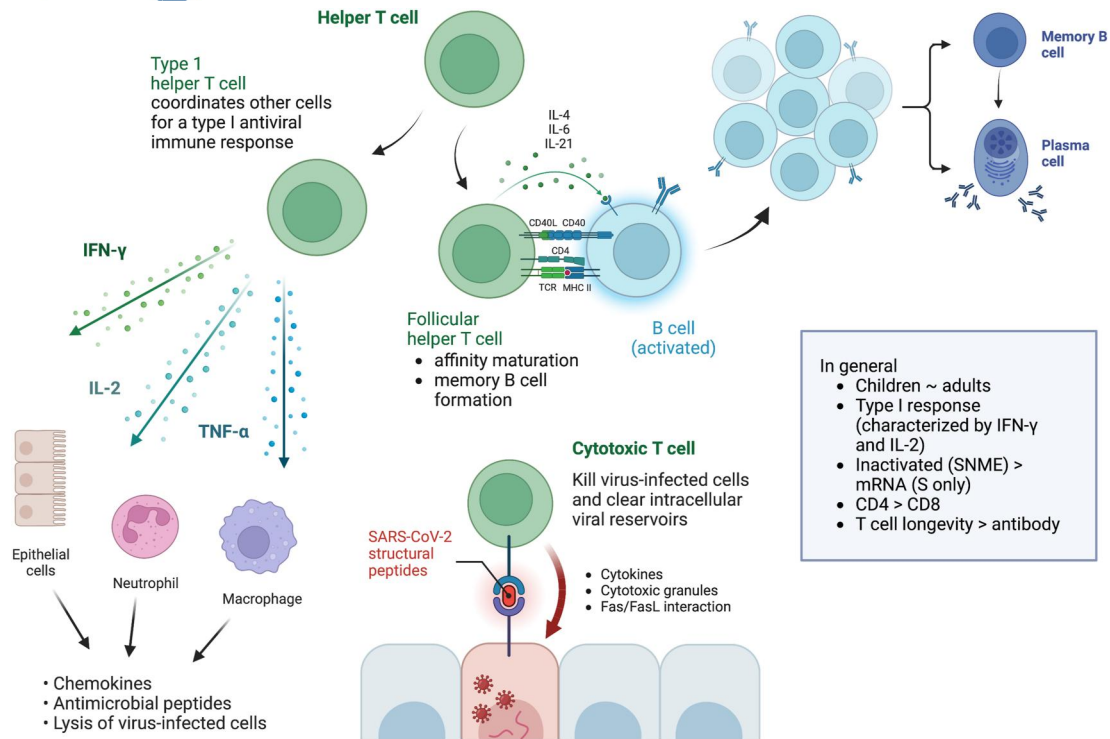 Helper T cell
Type 1
helper T cell
coordinates other cells
for a type I antiviral
immune response
IL-4
IL-6
IL-21
Memory B
cell
Plasma
cell
CD40L CD40
CD4
TCR MHC II
IFN-γ
IL-2
TNF-α
Follicular
helper T cell
• affinity maturation
• memory B cell
formation
B cell
(activated)
In general
• Children ~ adults
• Type I response
(characterized by IFN-γ
and IL-2)
• Inactivated (SNME) >
mRNA (S only)
• CD4 > CD8
• T cell longevity > antibody
Cytotoxic T cell
Kill virus-infected cells
and clear intracellular
viral reservoirs
SARS-CoV-2
structural
peptides
• Cytokines
• Cytotoxic granules
• Fas/FasL interaction
Epithelial
cells
Neutrophil
Macrophage
• Chemokines
• Antimicrobial peptides
• Lysis of virus-infected cells